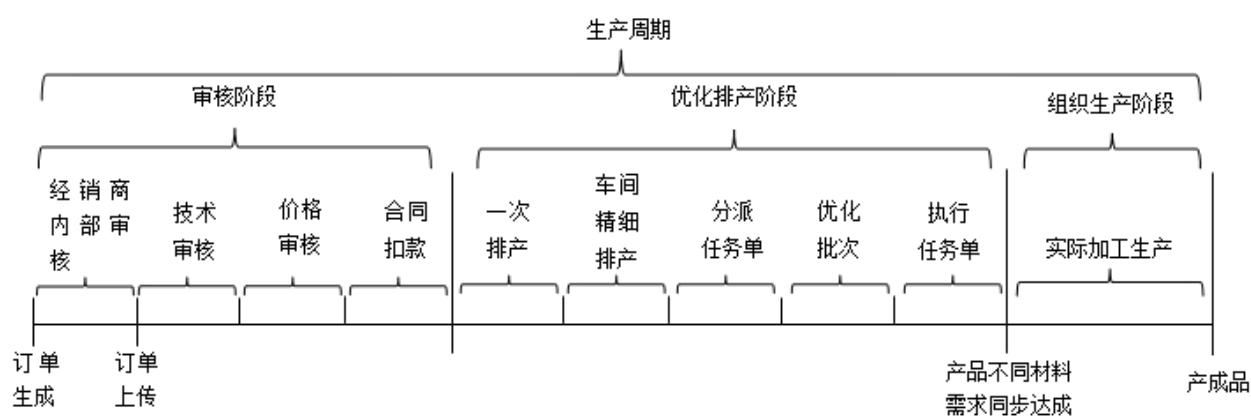 生产周期
审核阶段
优化排产阶段
组织生产阶段
经销商
内部审
核
技术
审核
价格
审核
合同
扣款
一次
排产
车间
精细
排产
分派
任务单
优化
批次
执行
任务单
实际加工生产
订单
生成
订单
上传
产品不同材料
需求同步达成
产成品